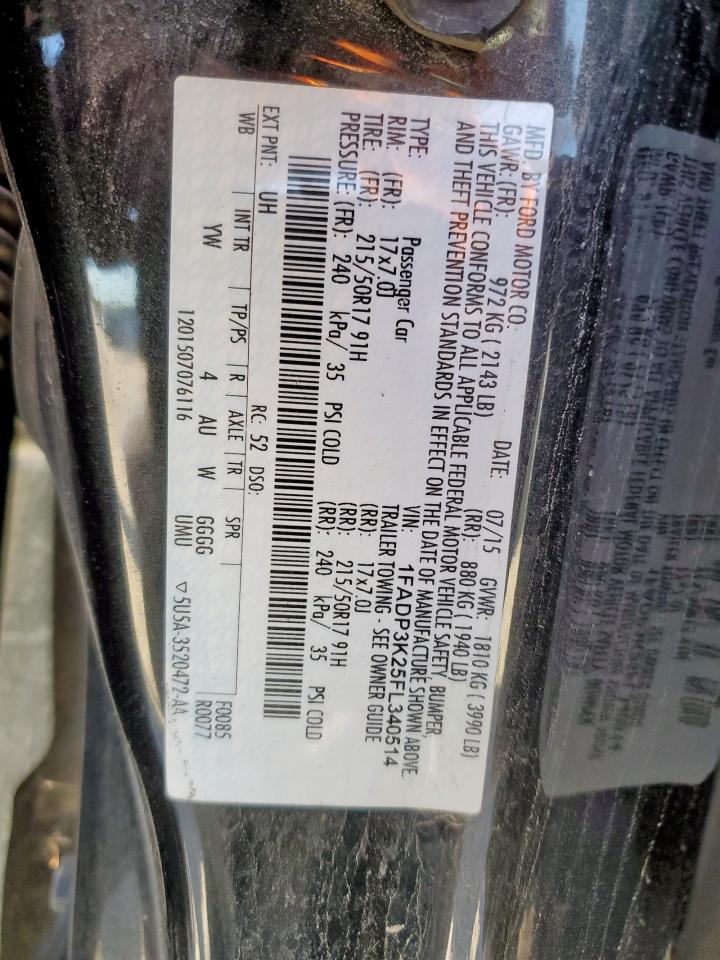 MFD. BY FORD MOTOR CO.
DATE: 07/15 GVWR: 1810 KG ( 3990 LB)
GAWR: (FR): 972 KG ( 2143 LB) (RR): 880 KG ( 1940 LB)
THIS VEHICLE CONFORMS TO ALL APPLICABLE FEDERAL MOTOR VEHICLE SAFETY, BUMPER,
AND THEFT PREVENTION STANDARDS IN EFFECT ON THE DATE OF MANUFACTURE SHOWN ABOVE.
VIN: 1FADP3K25FL340514
TYPE: Passenger Car TRAILER TOWING - SEE OWNER GUIDE
RIM: (FR): 17x7.0J (RR): 17x7.0J
TIRE: (FR): 215/50R17 91H (RR): 215/50R17 91H
PRESSURE: (FR): 240 kPa/ 35 PSI COLD (RR): 240 kPa/ 35 PSI COLD
EXT PNT: UH RC: 52 DSO: F0085
WB INT TR TP/PS R AXLE TR SPR R0077
YW 4 AU W GGGG
1201507076116 UMU ▽5U5A-3520472-AA